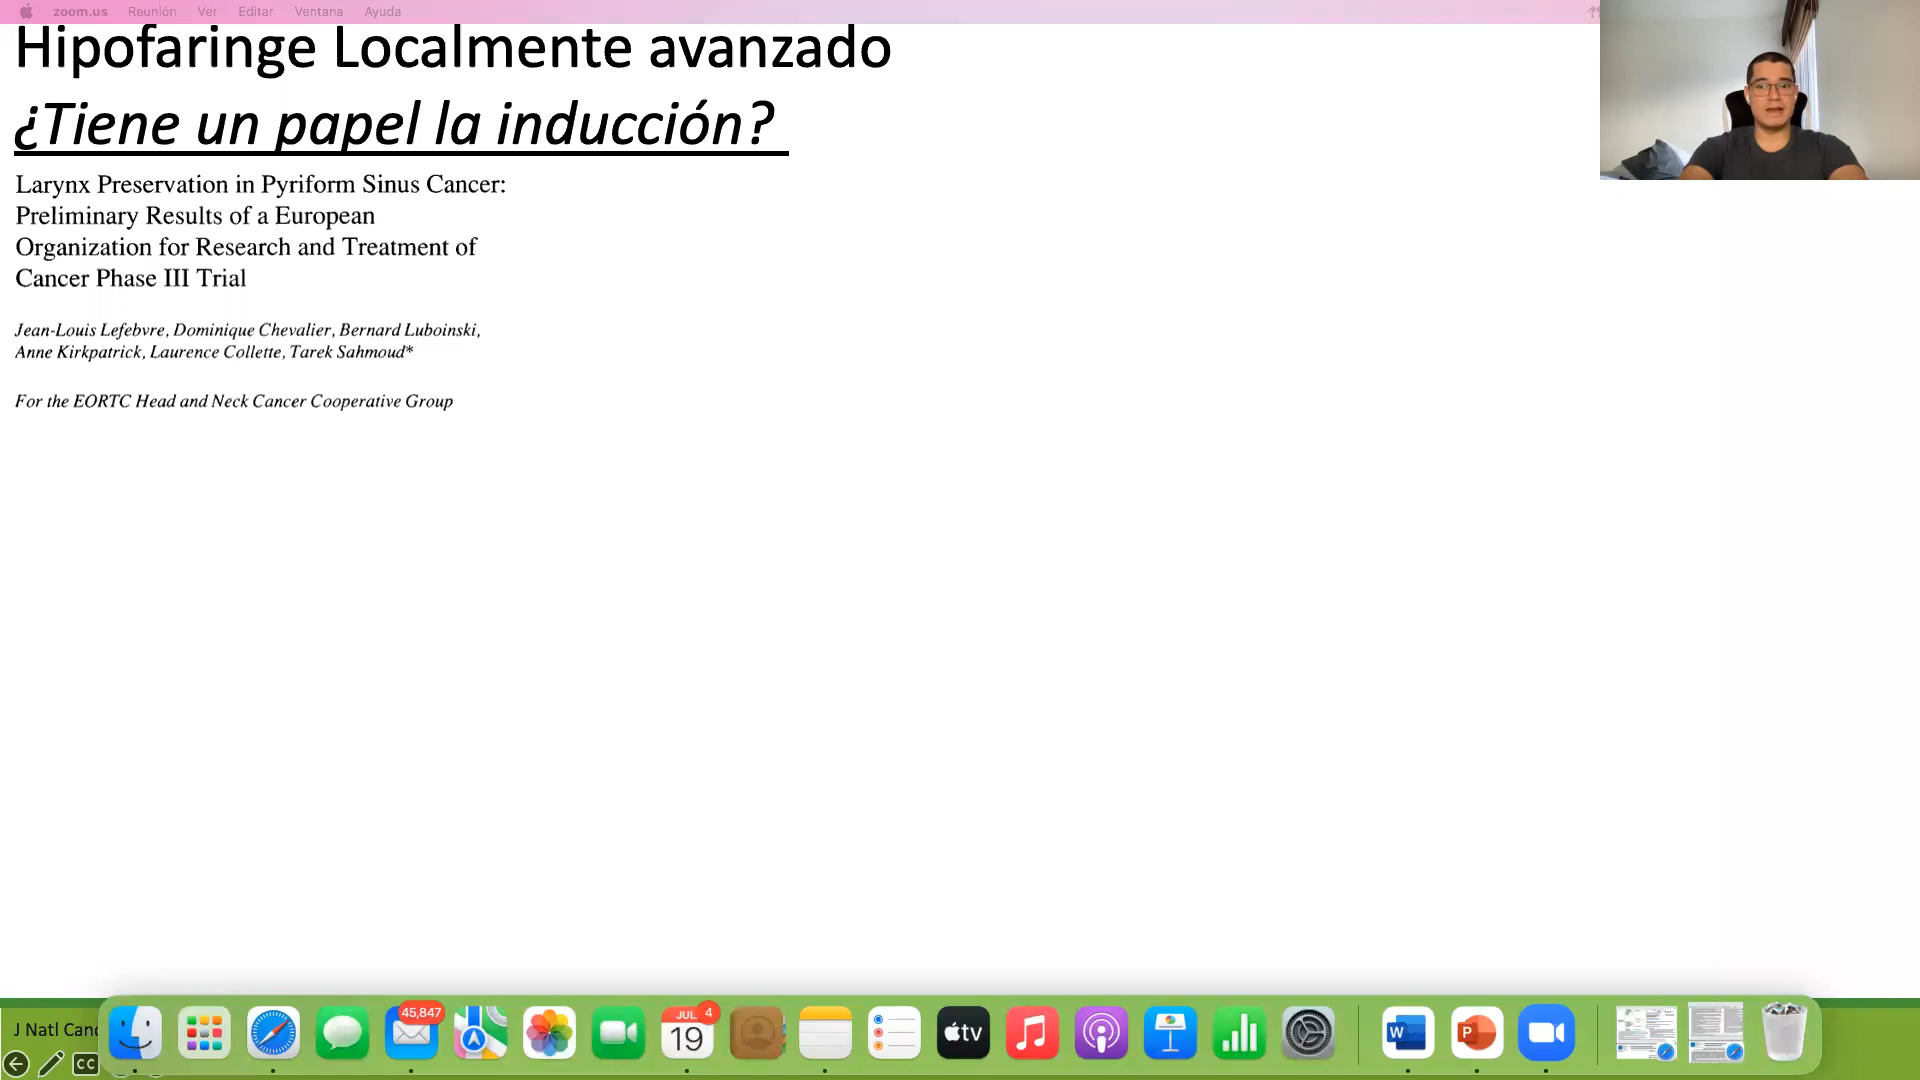 zoom.us Reunión Ver Editar Ventana Ayuda
Hipofaringe Localmente avanzado
¿Tiene un papel la inducción?
Larynx Preservation in Pyriform Sinus Cancer:
Preliminary Results of a European
Organization for Research and Treatment of
Cancer Phase III Trial
Jean-Louis Lefebvre, Dominique Chevalier, Bernard Luboinski,
Anne Kirkpatrick, Laurence Collette, Tarek Sahmoud*
For the EORTC Head and Neck Cancer Cooperative Group
J Natl Canc
45,847
JUL 4
19
tv
W
P
CC